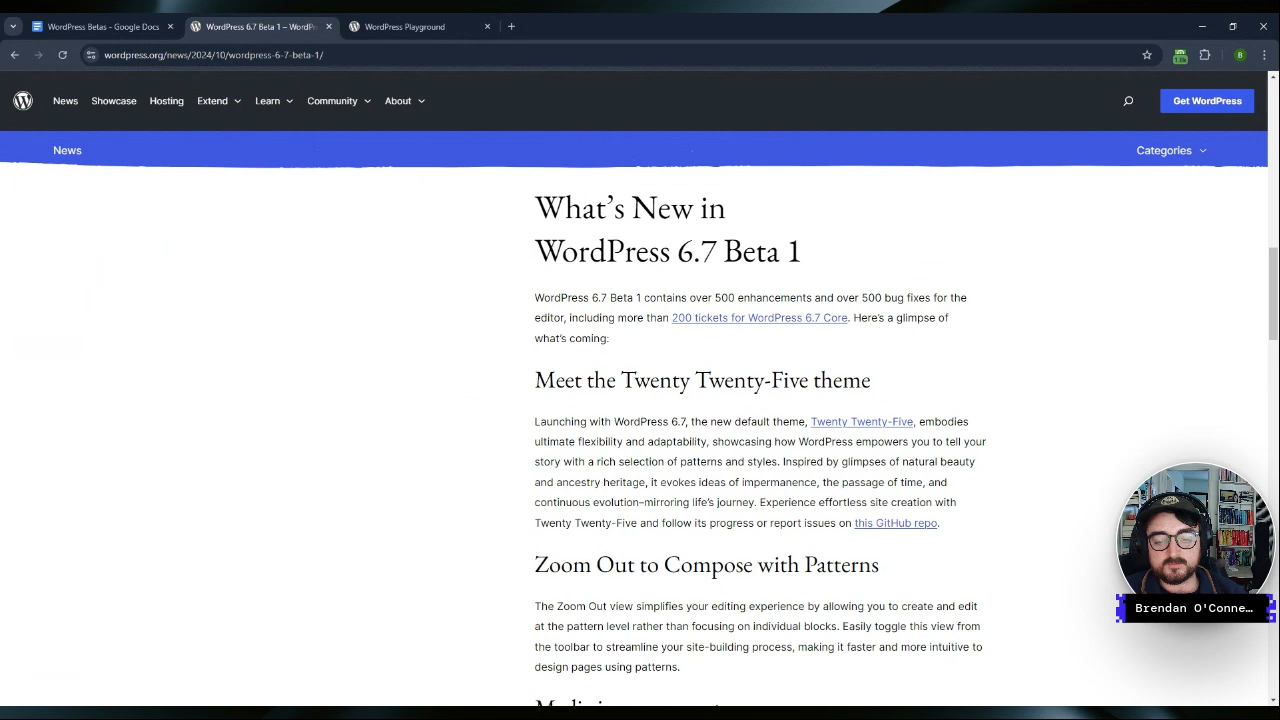 WordPress Betas - Google Docs
WordPress 6.7 Beta 1 – WordPr
WordPress Playground
wordpress.org/news/2024/10/wordpress-6-7-beta-1/
1.0k
B
News
Showcase
Hosting
Extend
Learn
Community
About
Get WordPress
News
Categories
What's New in
WordPress 6.7 Beta 1
WordPress 6.7 Beta 1 contains over 500 enhancements and over 500 bug fixes for the
editor, including more than 200 tickets for WordPress 6.7 Core. Here's a glimpse of
what's coming:
Meet the Twenty Twenty-Five theme
Launching with WordPress 6.7, the new default theme, Twenty Twenty-Five, embodies
ultimate flexibility and adaptability, showcasing how WordPress empowers you to tell your
story with a rich selection of patterns and styles. Inspired by glimpses of natural beauty
and ancestry heritage, it evokes ideas of impermanence, the passage of time, and
continuous evolution–mirroring life's journey. Experience effortless site creation with
Twenty Twenty-Five and follow its progress or report issues on this GitHub repo.
Zoom Out to Compose with Patterns
The Zoom Out view simplifies your editing experience by allowing you to create and edit
at the pattern level rather than focusing on individual blocks. Easily toggle this view from
the toolbar to streamline your site-building process, making it faster and more intuitive to
design pages using patterns.
Brendan O'Conne…